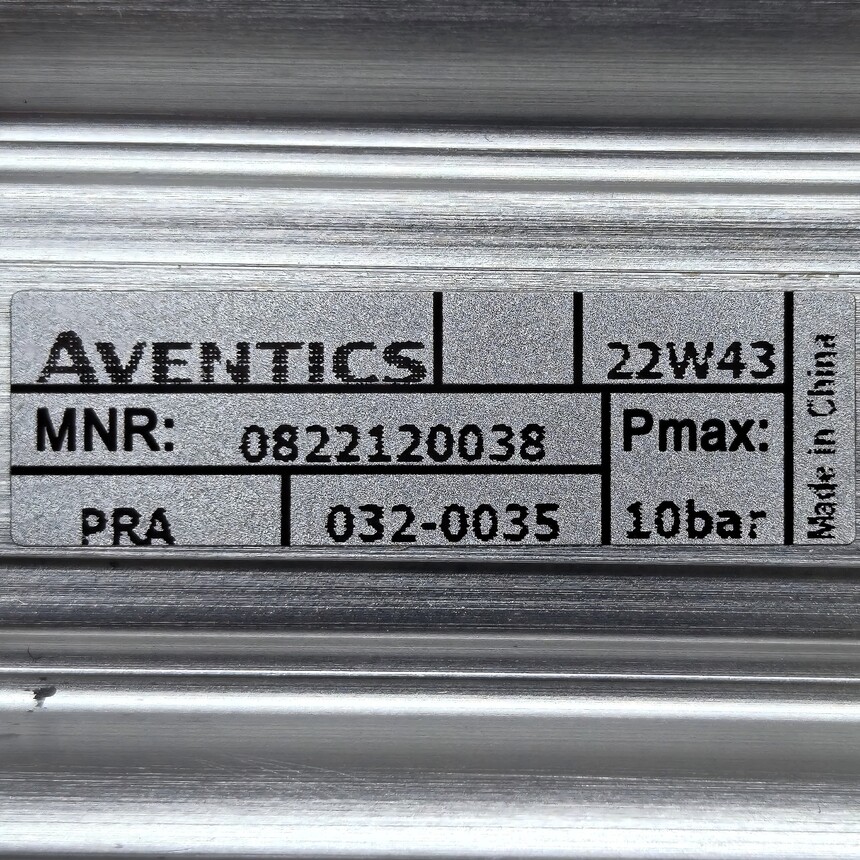 AVENTICS 22W43
MNR: 0822120038 Pmax:
PRA 032-0035 10bar
Made in China